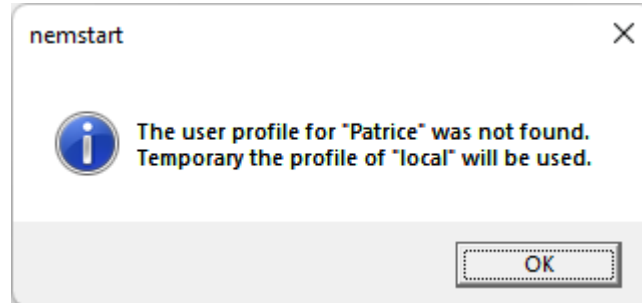 nemstart
The user profile for "Patrice" was not found.
Temporary the profile of "local" will be used.
OK